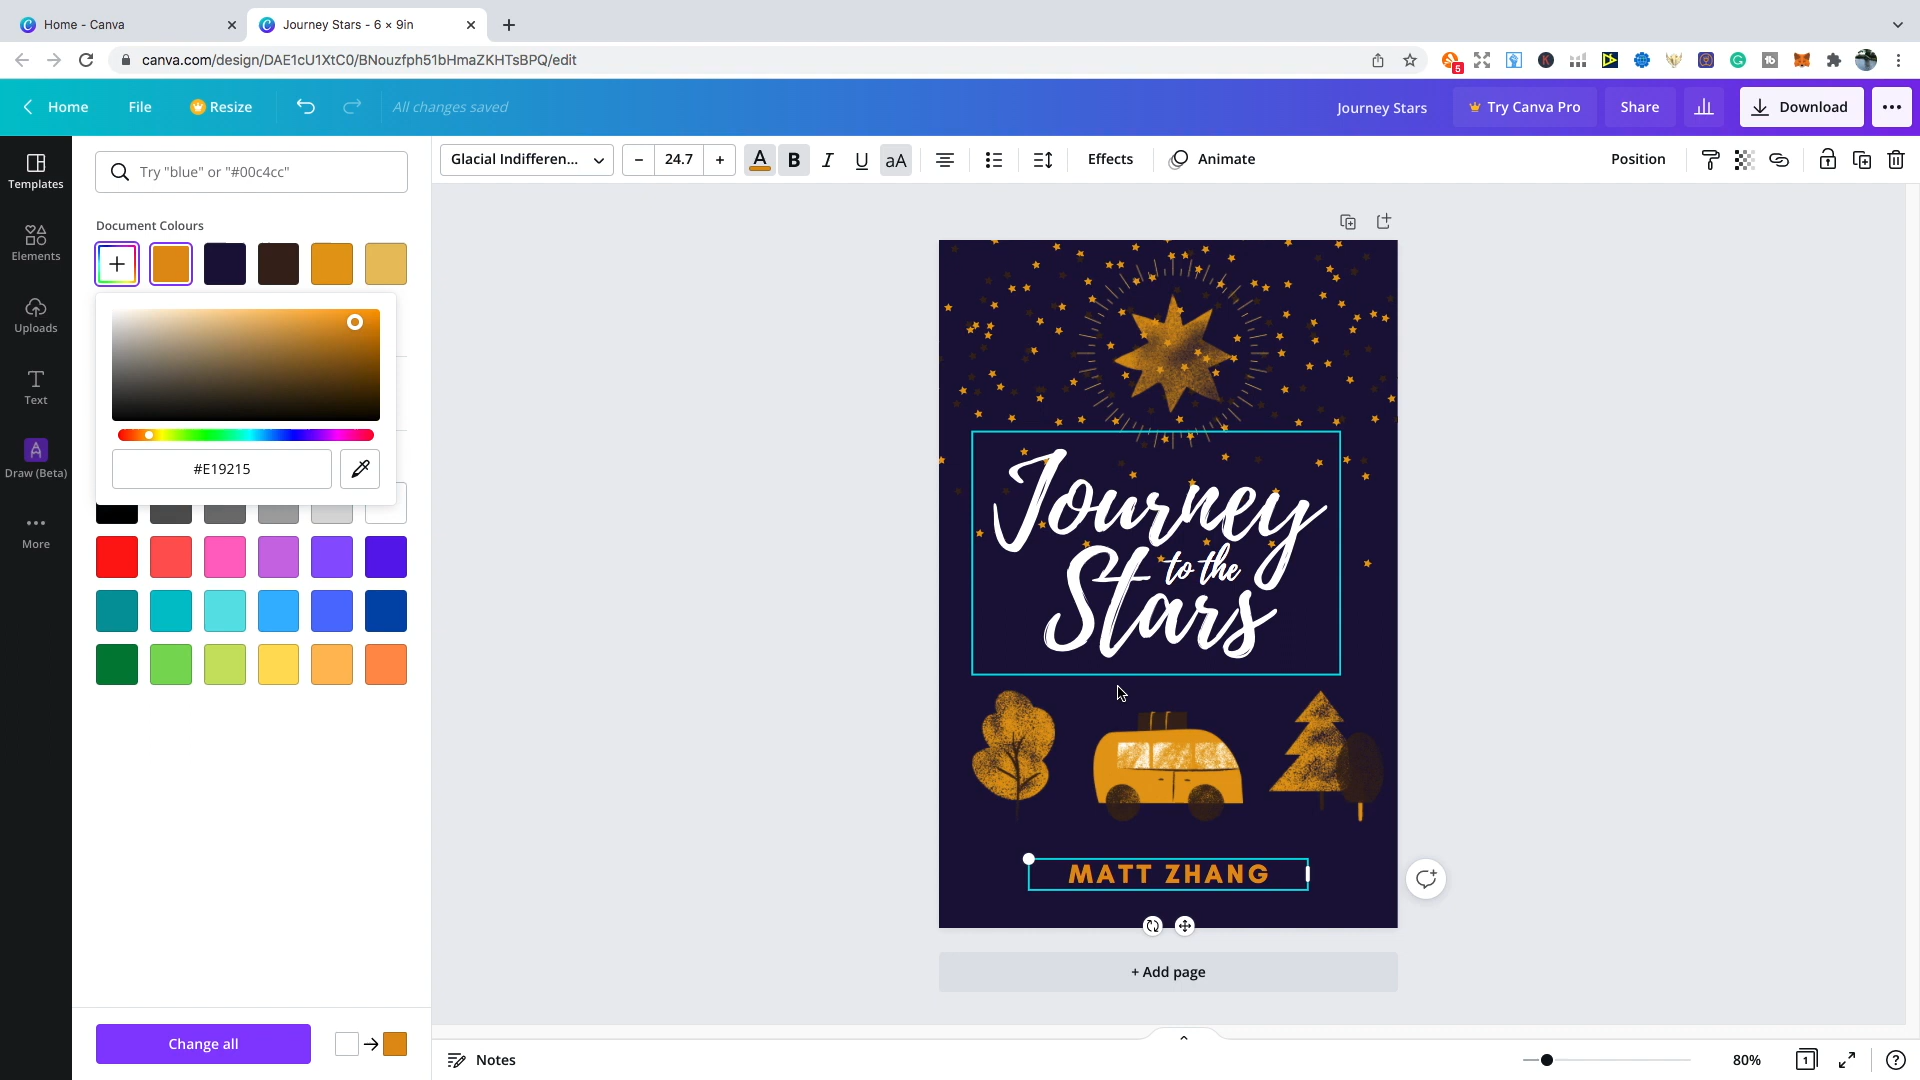 Home - Canva
Journey Stars - 6 × 9in
canva.com/design/DAE1cU1XtC0/BNouzfph51bHmaZKHTsBPQ/edit
5
Home
File
Resize
All changes saved
Journey Stars
Try Canva Pro
Share
Download
Templates
Elements
Uploads
Text
Draw (Beta)
More
Try "blue" or "#00c4cc"
Document Colours
#E19215
Change all
Glacial Indifferen...
24.7
A
B
I
U
aA
Effects
Animate
Position
Journey
to the
Stars
MATT ZHANG
+ Add page
Notes
80%
1